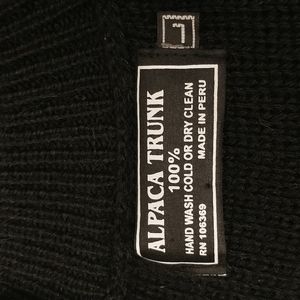 L
ALPACA TRUNK
100%
HAND WASH COLD OR DRY CLEAN
MADE IN PERU
RN 106369